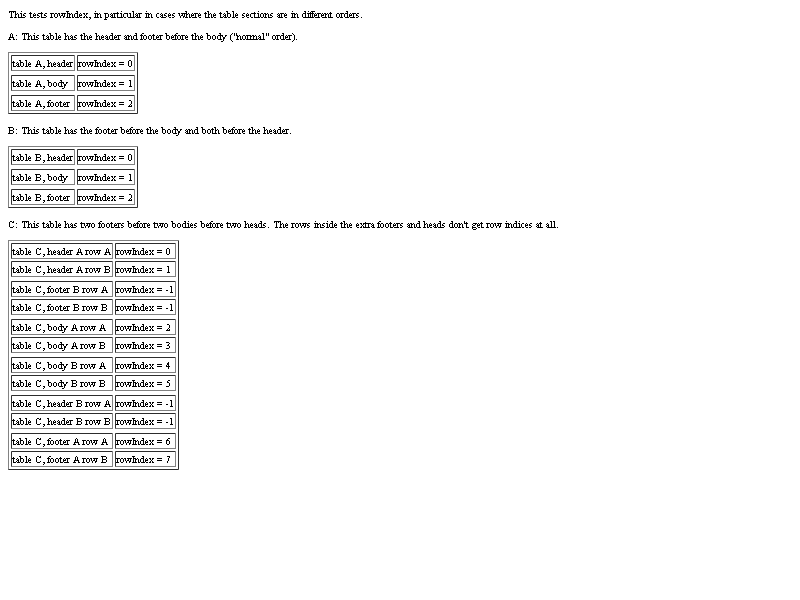 This tests rowIndex, in particular in cases where the table sections are in different orders.
A: This table has the header and footer before the body ("normal" order).
table A, header rowIndex = 0
table A, body rowIndex = 1
table A, footer rowIndex = 2
B: This table has the footer before the body and both before the header.
table B, header rowIndex = 0
table B, body rowIndex = 1
table B, footer rowIndex = 2
C: This table has two footers before two bodies before two heads. The rows inside the extra footers and heads don't get row indices at all.
table C, header A row A rowIndex = 0
table C, header A row B rowIndex = 1
table C, footer B row A rowIndex = -1
table C, footer B row B rowIndex = -1
table C, body A row A rowIndex = 2
table C, body A row B rowIndex = 3
table C, body B row A rowIndex = 4
table C, body B row B rowIndex = 5
table C, header B row A rowIndex = -1
table C, header B row B rowIndex = -1
table C, footer A row A rowIndex = 6
table C, footer A row B rowIndex = 7